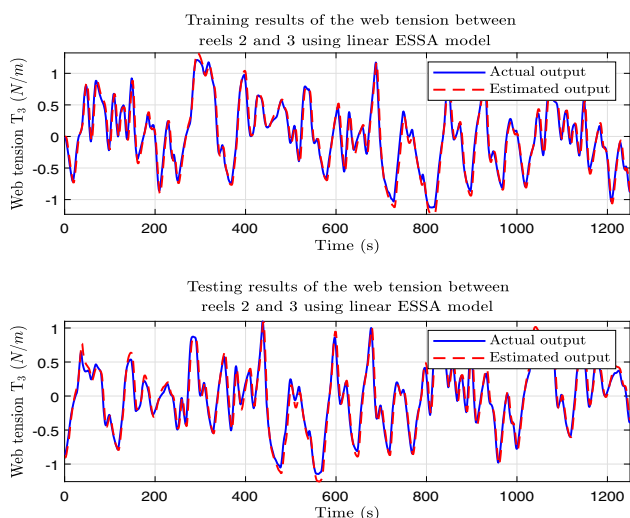 Training results of the web tension between
reels 2 and 3 using linear ESSA model
Web tension T₃ (N/m)
1
0.5
0
-0.5
-1
Actual output
Estimated output
0 200 400 600 800 1000 1200
Time (s)
Testing results of the web tension between
reels 2 and 3 using linear ESSA model
Web tension T₃ (N/m)
1
0.5
0
-0.5
-1
Actual output
Estimated output
0 200 400 600 800 1000 1200
Time (s)